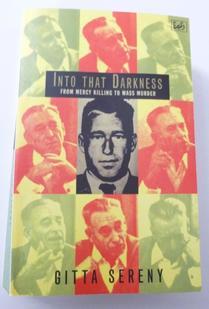 INTO THAT DARKNESS
FROM MERCY KILLING TO MASS MURDER
GITTA SERENY